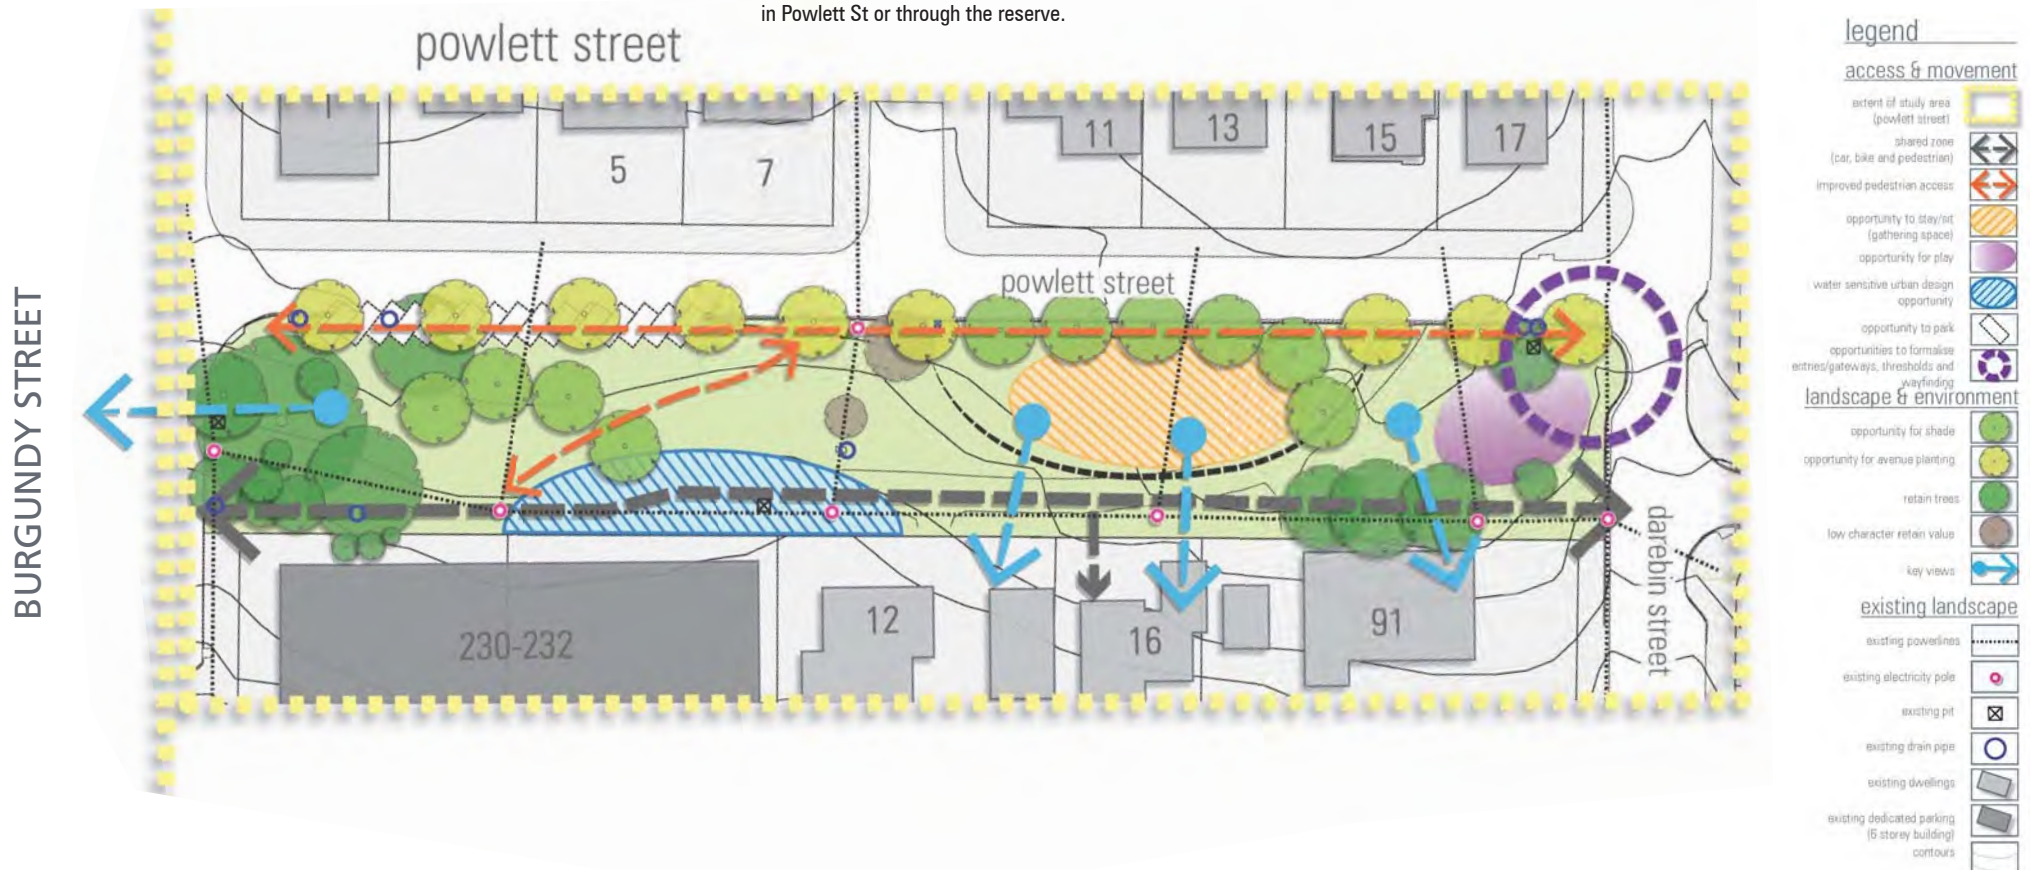 in Powlett St or through the reserve.
powlett street
BURGUNDY STREET
5
7
11
13
15
17
powlett street
230-232
12
16
91
darebin street
legend
access & movement
extent of study area
(powlett street)
shared zone
(car, bike and pedestrian)
improved pedestrian access
opportunity to stay/sit
(gathering space)
opportunity for play
water sensitive urban design
opportunity
opportunity to park
opportunities to formalise
entries/gateways, thresholds and
wayfinding
landscape & environment
opportunity for shade
opportunity for avenue planting
retain trees
low character retain value
key views
existing landscape
existing powerlines
existing electricity pole
existing pit
existing drain pipe
existing dwellings
existing dedicated parking
(6 storey building)
contours